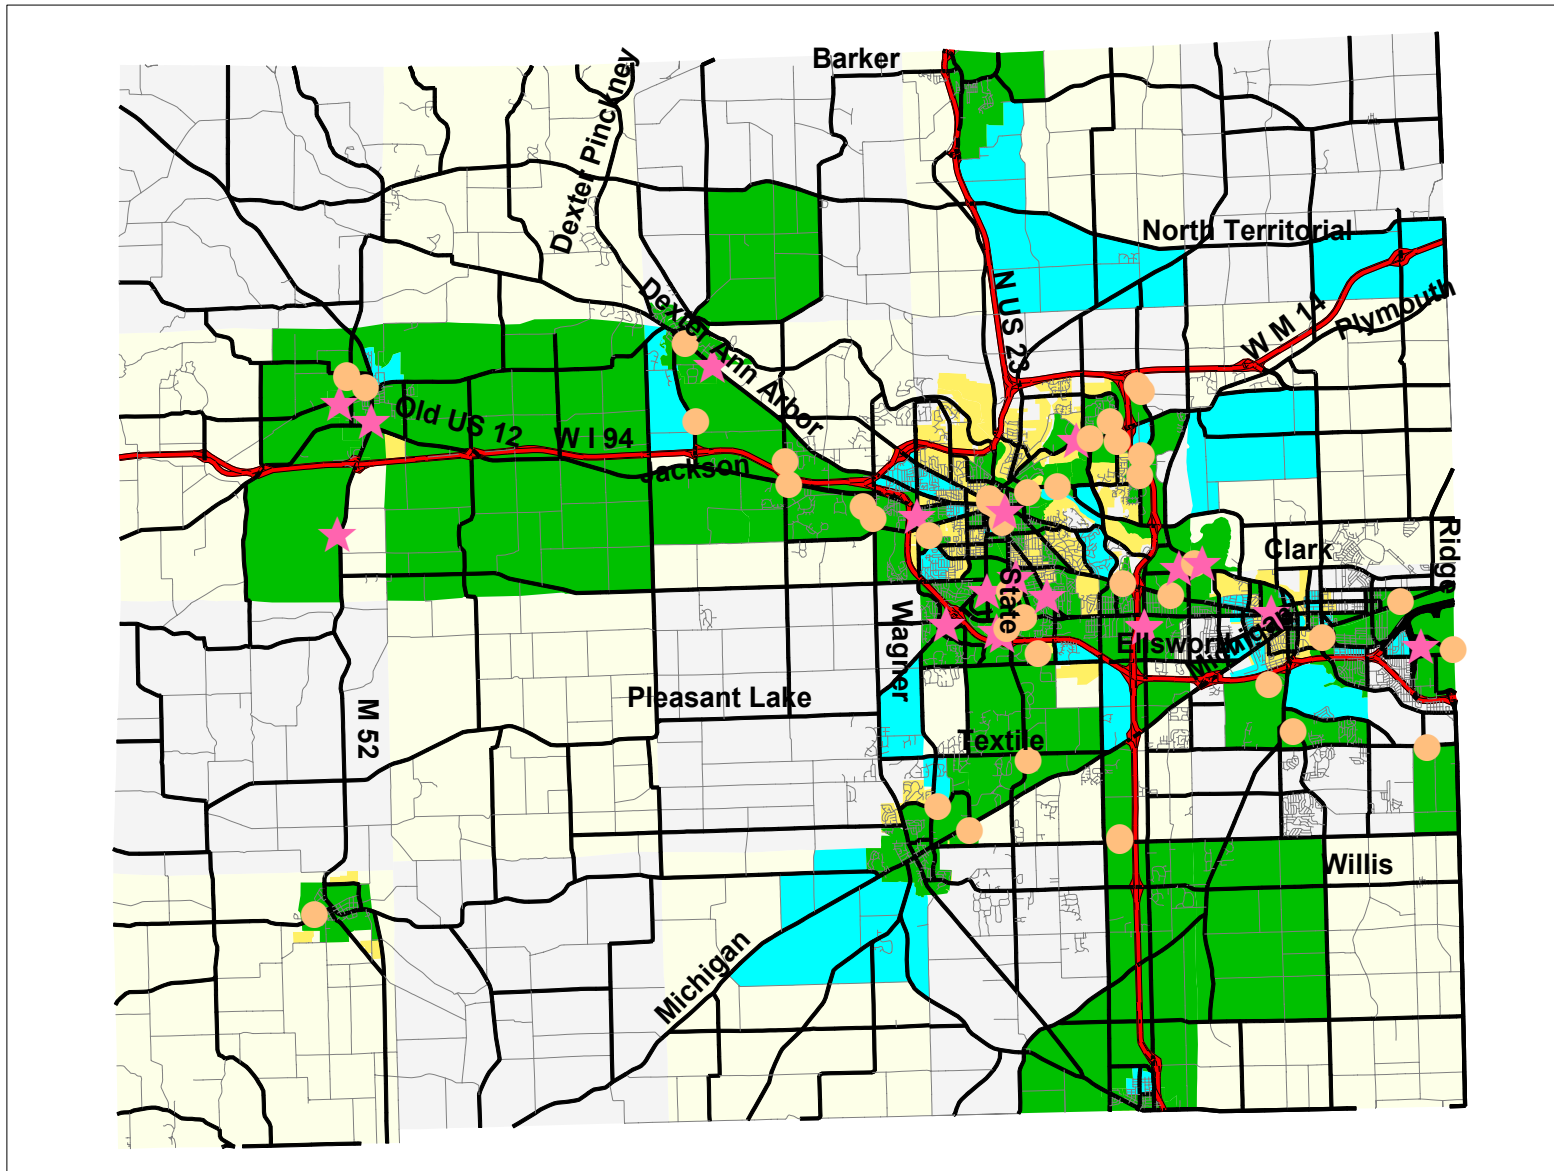 Barker
Dexter Pinckney
North Territorial
N US 23
W M 14
Plymouth
Dexter Ann Arbor
Old US 12
W I 94
Jackson
Clark
Ridge
State
Wagner
Ellsworth
Michigan
Pleasant Lake
M 52
Textile
Willis
Michigan